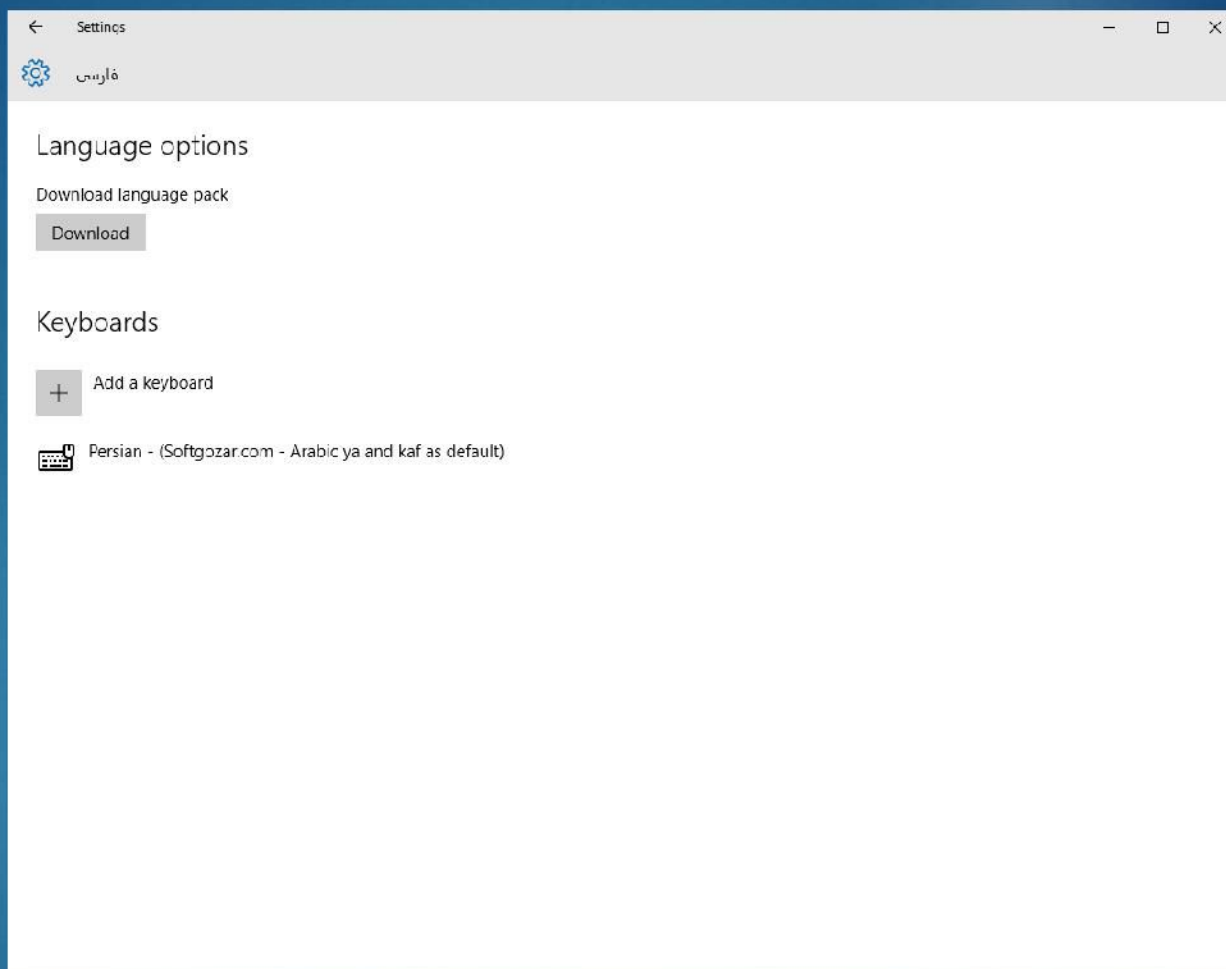 Settings
فارسی
Language options
Download language pack
Download
Keyboards
Add a keyboard
Persian - (Softgozar.com - Arabic ya and kaf as default)